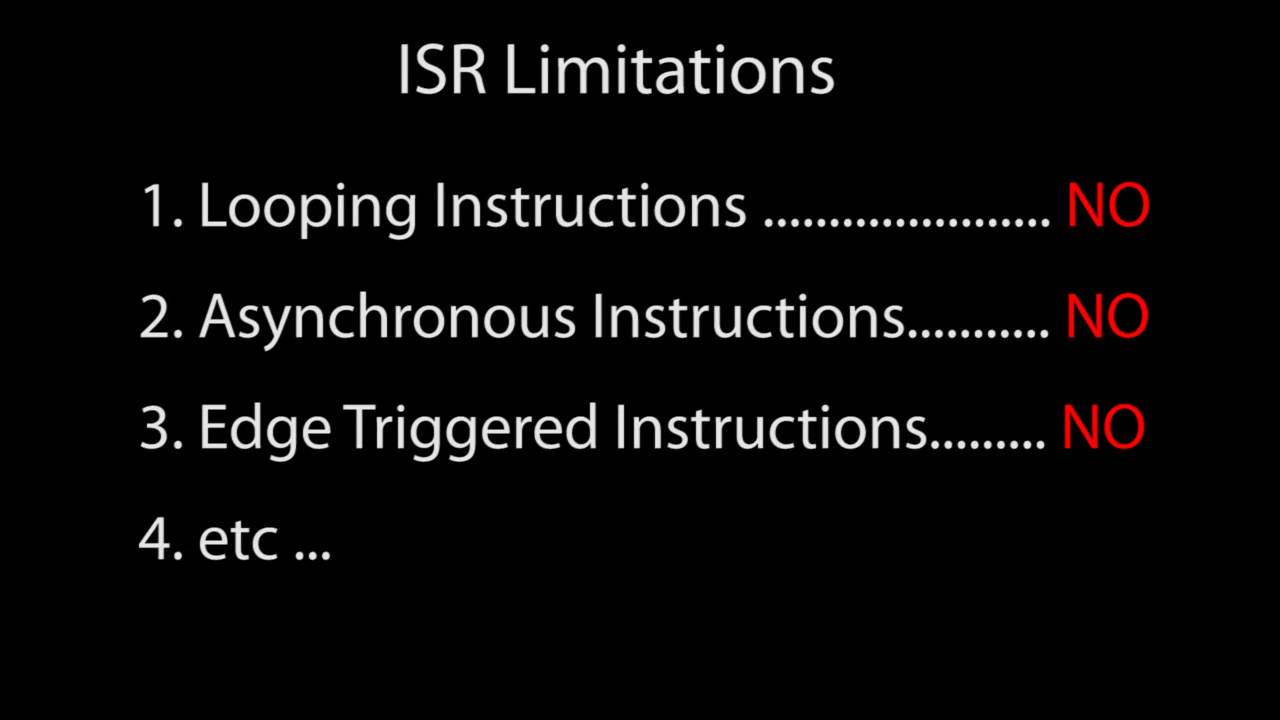 ISR Limitations
1. Looping Instructions ...................... NO
2. Asynchronous Instructions........... NO
3. Edge Triggered Instructions......... NO
4. etc ...